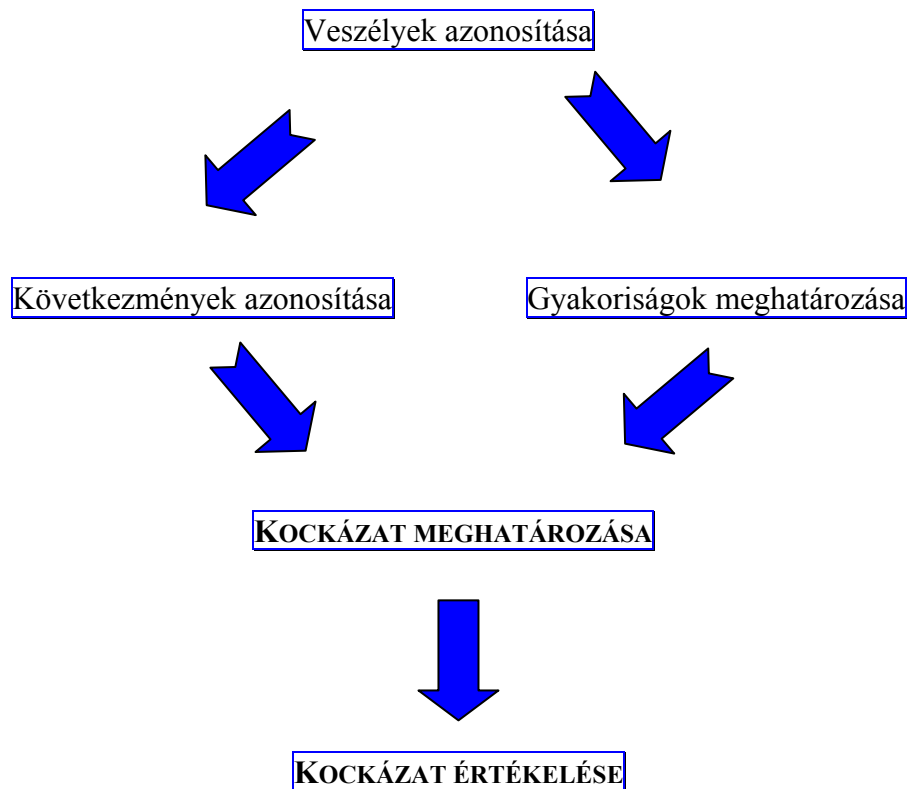 Veszélyek azonosítása
Következmények azonosítása
Gyakoriságok meghatározása
KOCKÁZAT MEGHATÁROZÁSA
KOCKÁZAT ÉRTÉKELÉSE